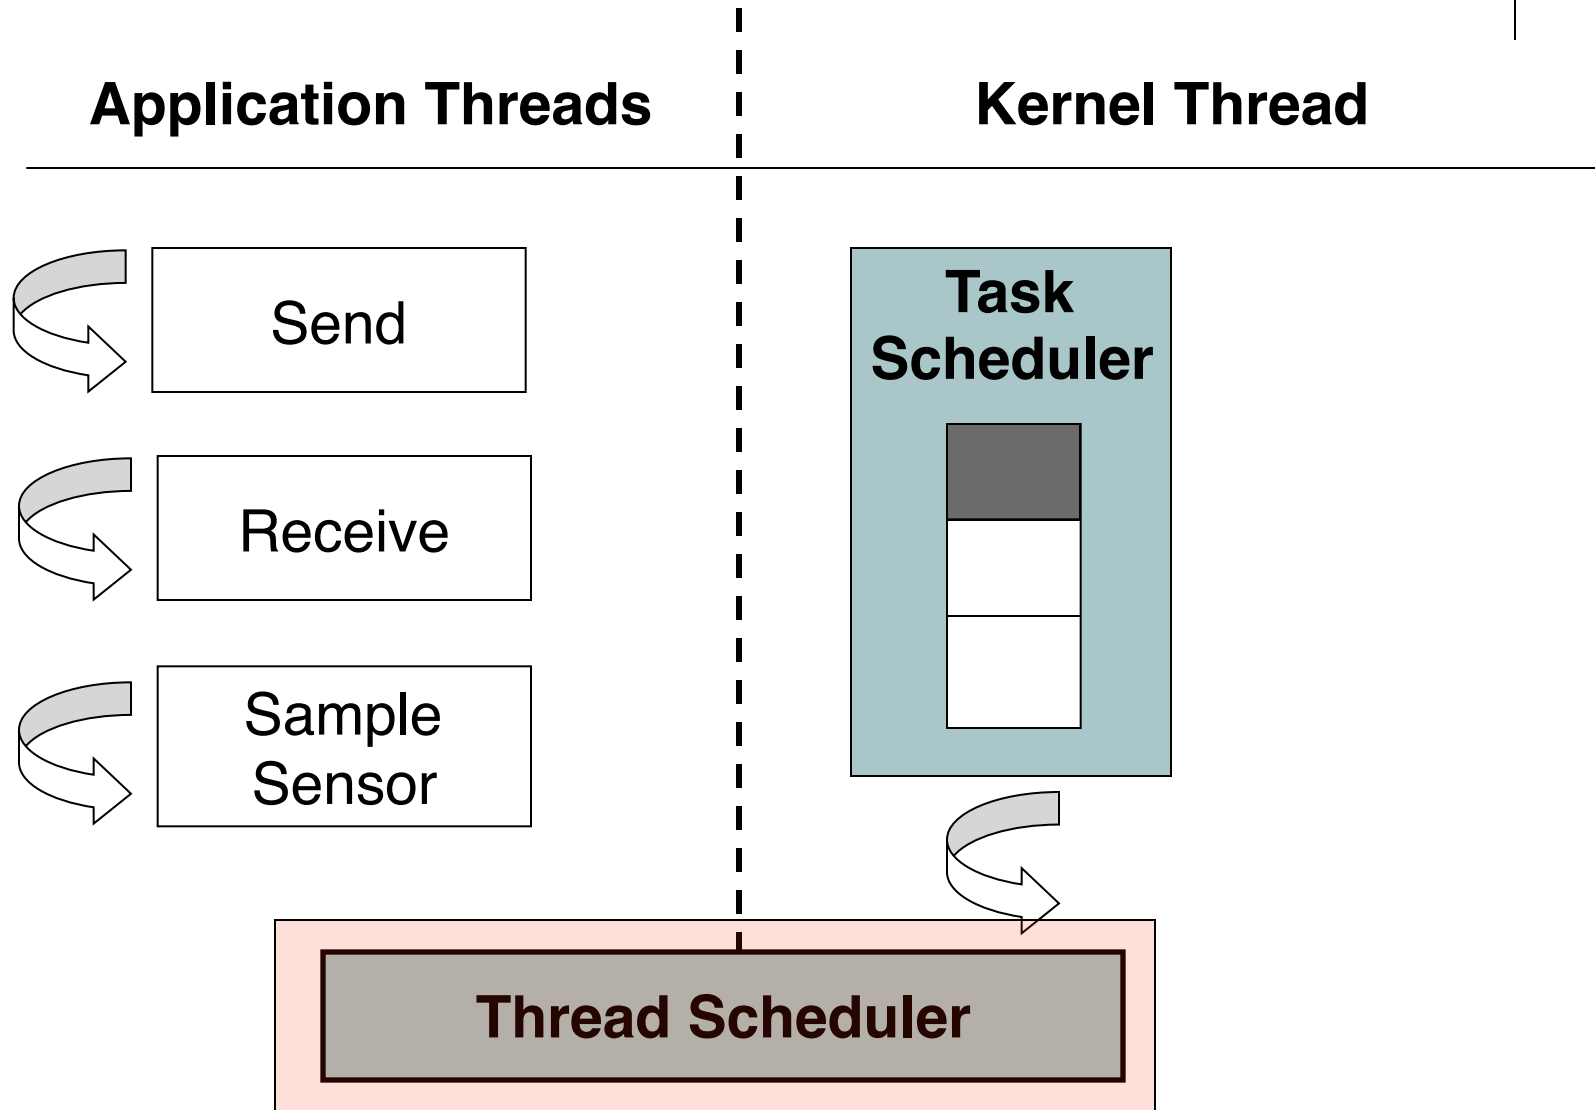 Application Threads
Kernel Thread
Send
Receive
Sample
Sensor
Task
Scheduler
Thread Scheduler